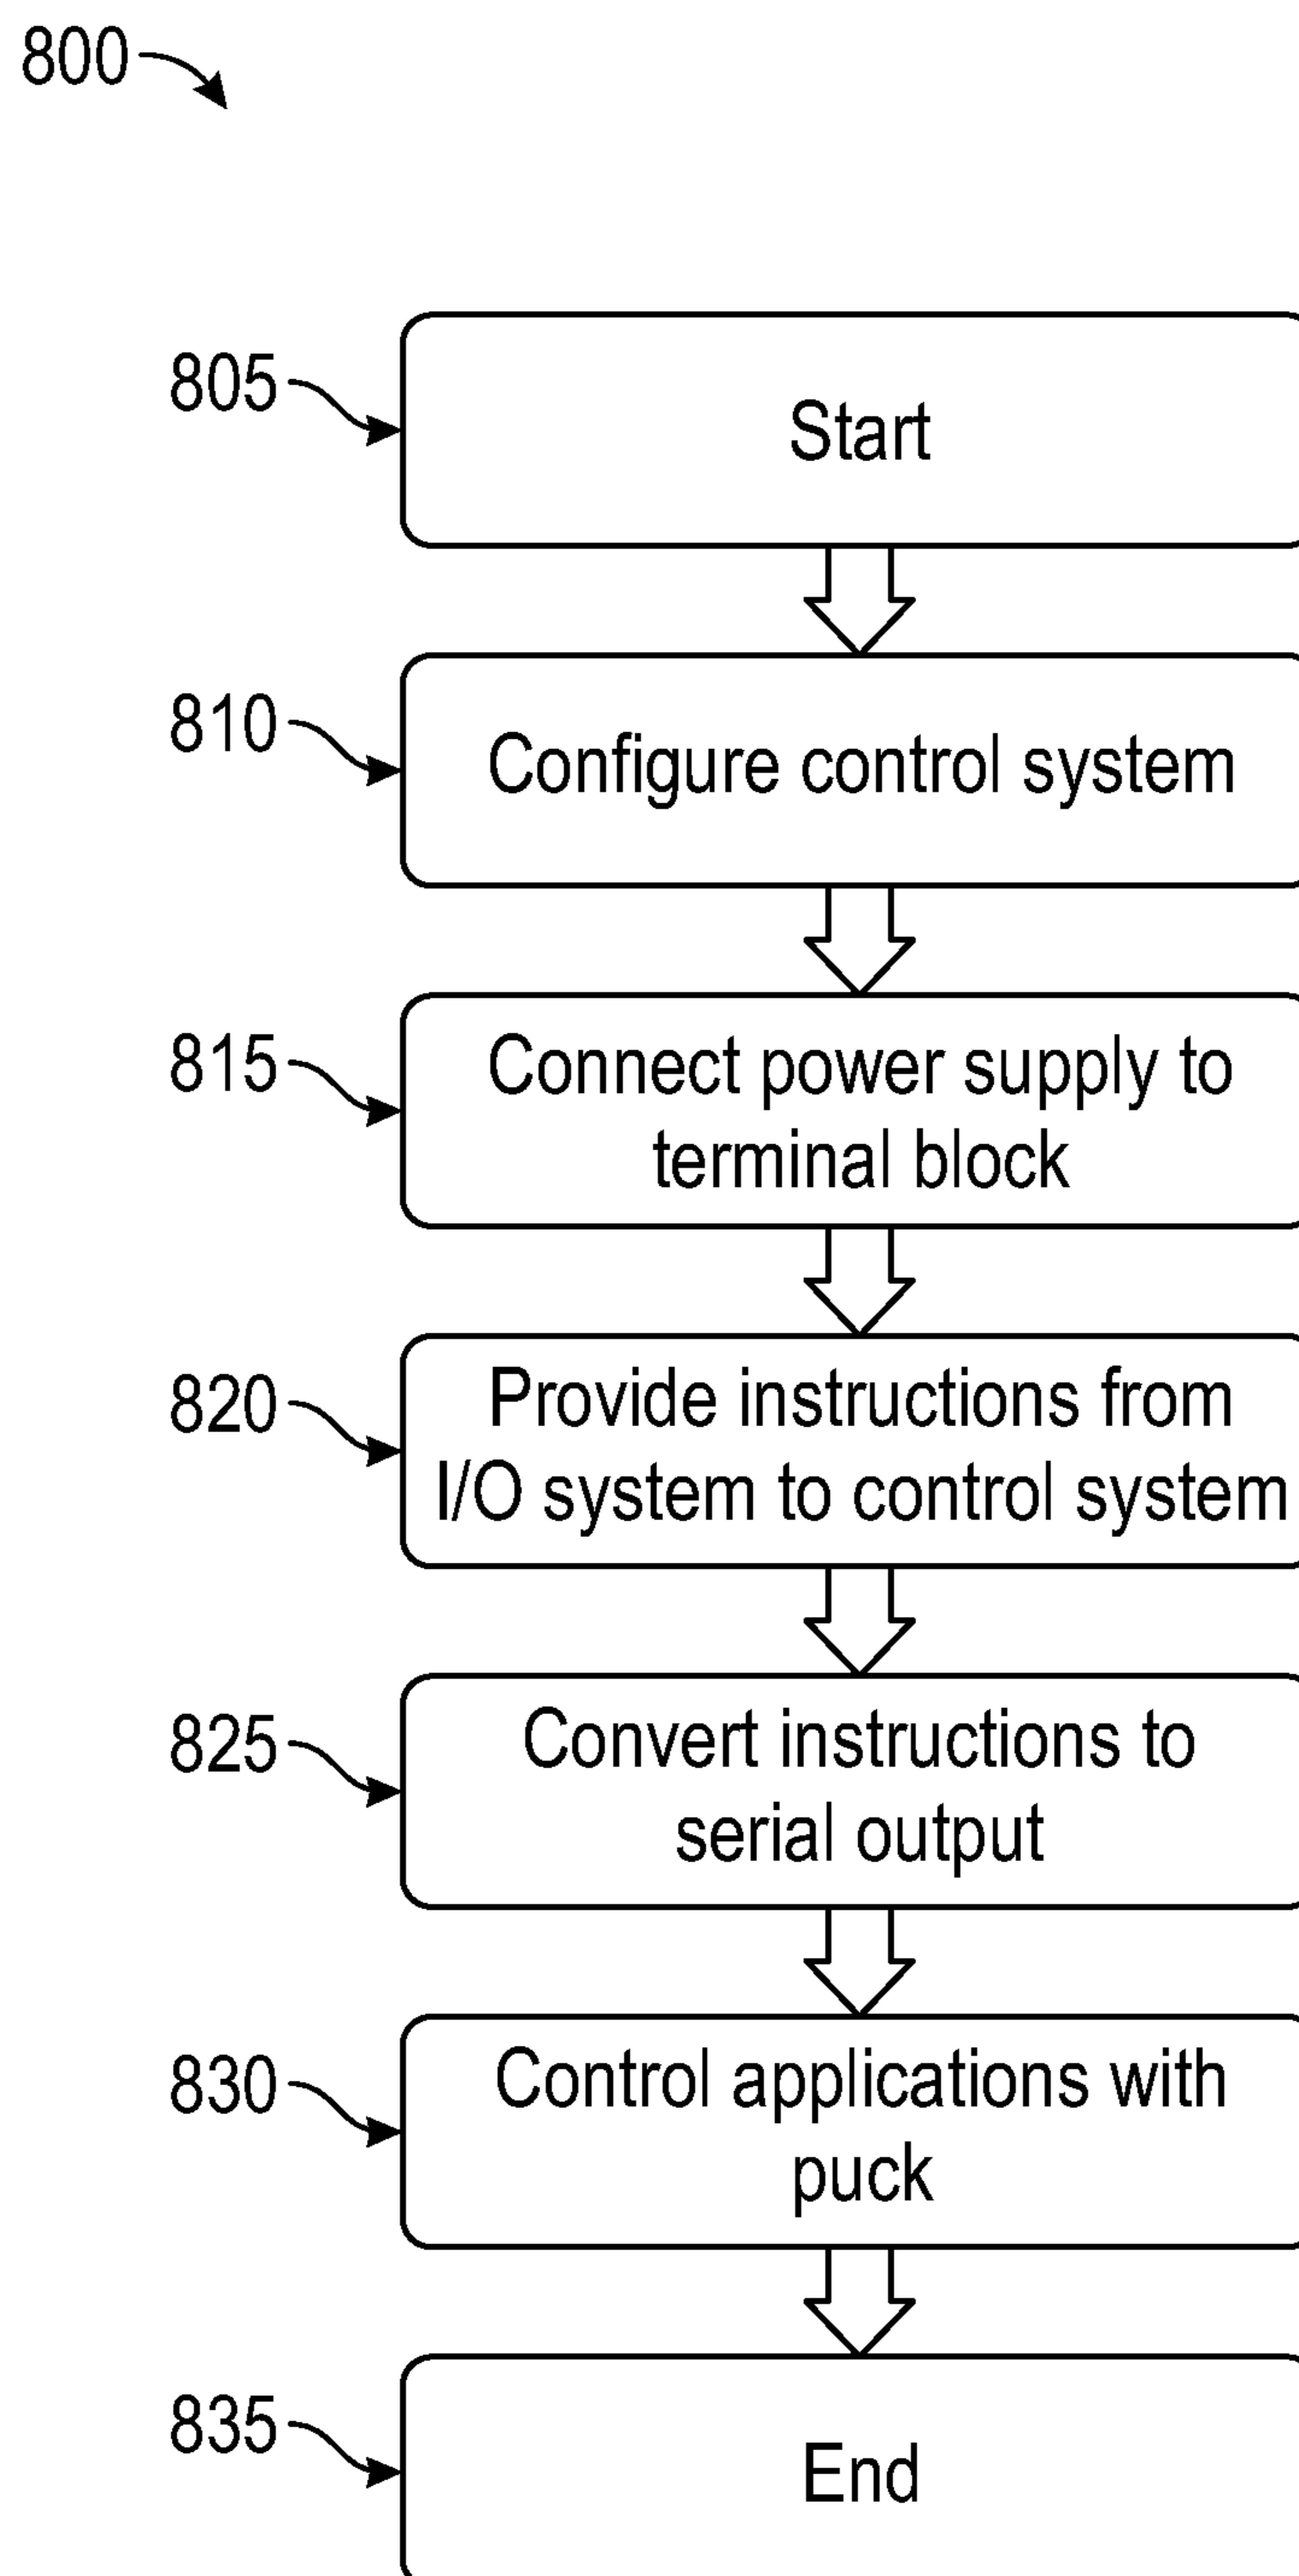 800
805
Start
810
Configure control system
815
Connect power supply to
terminal block
820
Provide instructions from
I/O system to control system
825
Convert instructions to
serial output
830
Control applications with
puck
835
End